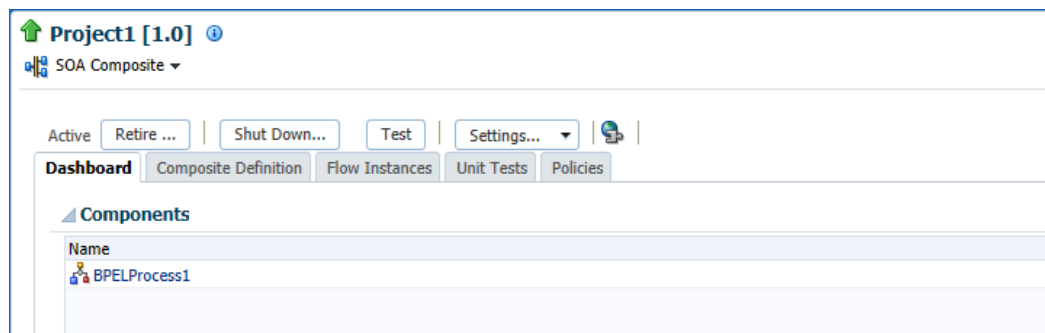 Project1 [1.0]
SOA Composite
Active Retire ... Shut Down... Test Settings...
Dashboard Composite Definition Flow Instances Unit Tests Policies
Components
Name
BPELProcess1